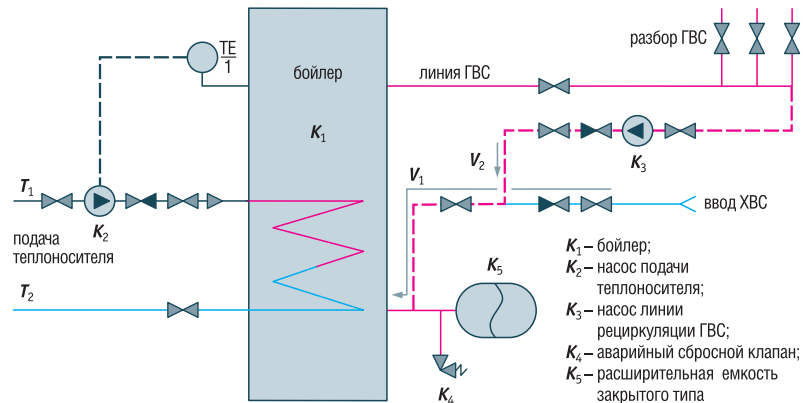 TE
1
бойлер
линия ГВС
разбор ГВС
K1
K3
V2
V1
T1
K2
ввод ХВС
подача
теплоносителя
K5
T2
K4
K1 – бойлер;
K2 – насос подачи
теплоносителя;
K3 – насос линии
рециркуляции ГВС;
K4 – аварийный сбросной клапан;
K5 – расширительная емкость
закрытого типа